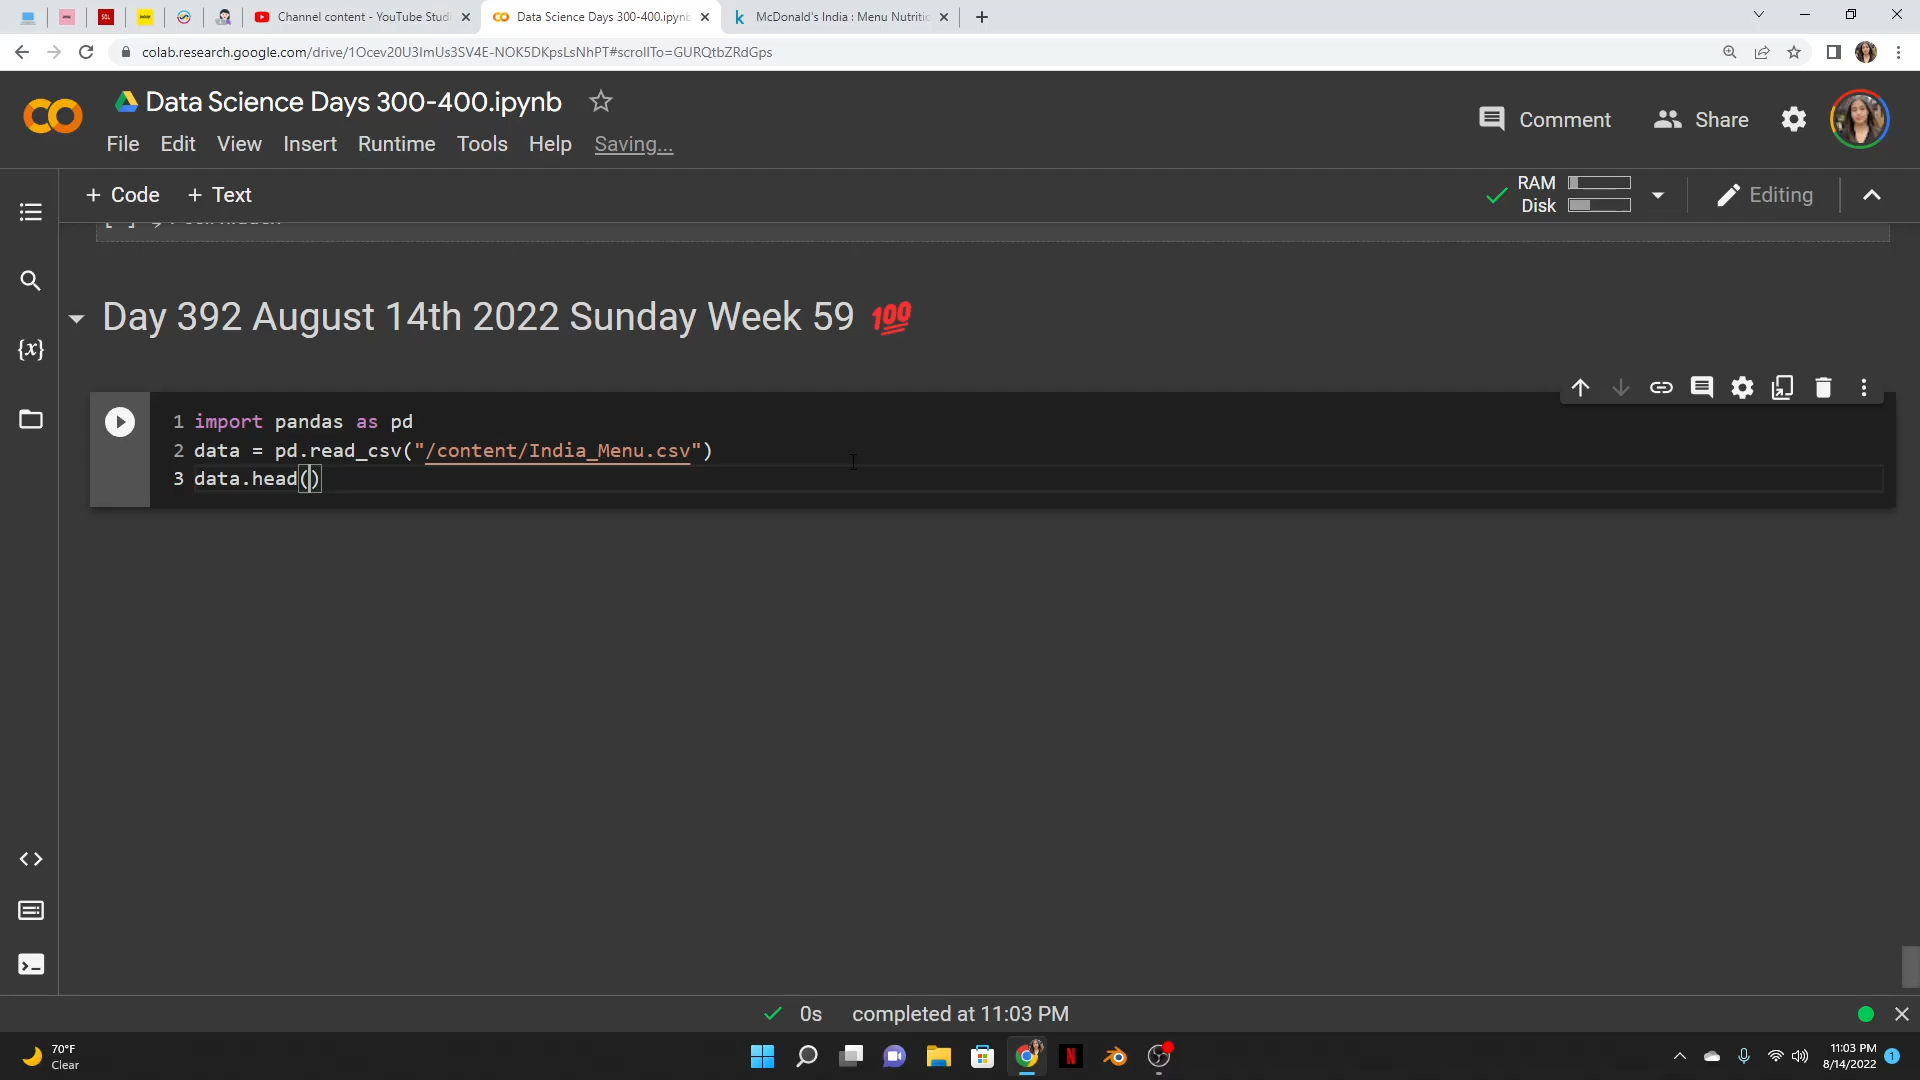 Channel content - YouTube Studi
Data Science Days 300-400.ipynb
McDonald's India : Menu Nutritio
colab.research.google.com/drive/1Ocev20U3ImUs3SV4E-NOK5DKpsLsNhPT#scrollTo=GURQtbZRdGps
Data Science Days 300-400.ipynb
Comment
Share
File Edit View Insert Runtime Tools Help Saving...
+ Code + Text
RAM
Disk
Editing
Day 392 August 14th 2022 Sunday Week 59 💯
1 import pandas as pd
2 data = pd.read_csv("/content/India_Menu.csv")
3 data.head()
0s completed at 11:03 PM
70°F
Clear
11:03 PM
8/14/2022
1